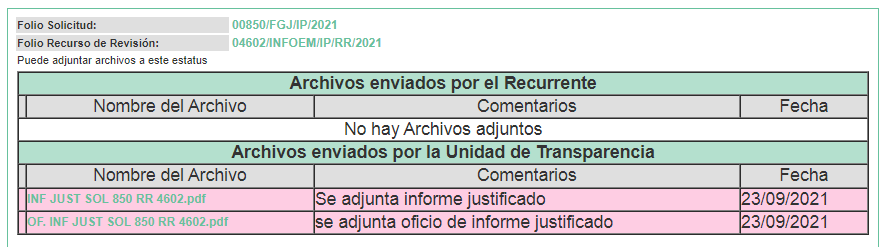 Folio Solicitud: 00850/FGJ/IP/2021
Folio Recurso de Revisión: 04602/INFOEM/IP/RR/2021
Puede adjuntar archivos a este estatus
Archivos enviados por el Recurrente
Nombre del Archivo Comentarios Fecha
No hay Archivos adjuntos
Archivos enviados por la Unidad de Transparencia
Nombre del Archivo Comentarios Fecha
INF JUST SOL 850 RR 4602.pdf Se adjunta informe justificado 23/09/2021
OF. INF JUST SOL 850 RR 4602.pdf se adjunta oficio de informe justificado 23/09/2021